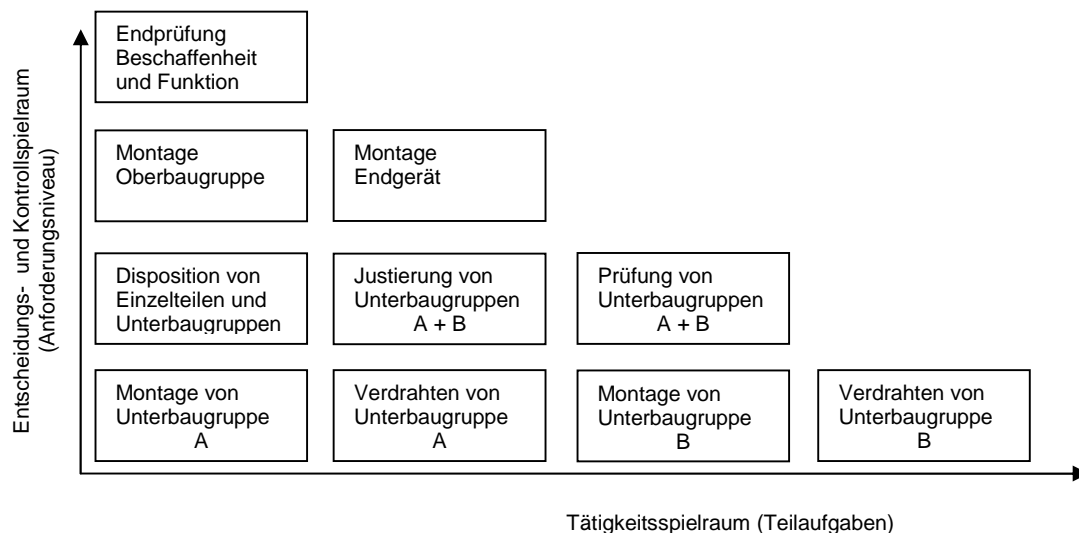 Entscheidungs- und Kontrollspielraum
(Anforderungsniveau)
Endprüfung
Beschaffenheit
und Funktion
Montage
Oberbaugruppe
Montage
Endgerät
Disposition von
Einzelteilen und
Unterbaugruppen
Justierung von
Unterbaugruppen
A + B
Prüfung von
Unterbaugruppen
A + B
Montage von
Unterbaugruppe
A
Verdrahten von
Unterbaugruppe
A
Montage von
Unterbaugruppe
B
Verdrahten von
Unterbaugruppe
B
Tätigkeitsspielraum (Teilaufgaben)